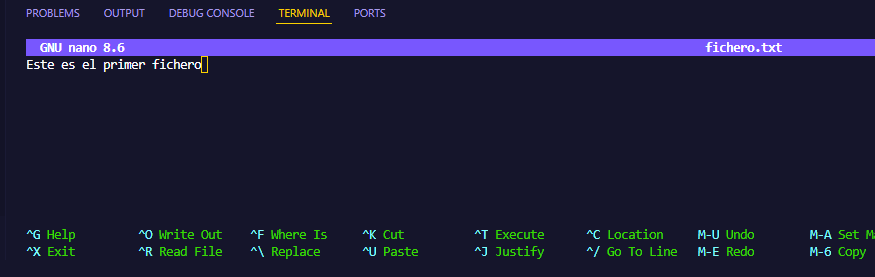 PROBLEMS OUTPUT DEBUG CONSOLE TERMINAL PORTS
GNU nano 8.6 fichero.txt
Este es el primer fichero
^G Help ^O Write Out ^F Where Is ^K Cut ^T Execute ^C Location M-U Undo M-A Set Ma
^X Exit ^R Read File ^\ Replace ^U Paste ^J Justify ^/ Go To Line M-E Redo M-6 Copy